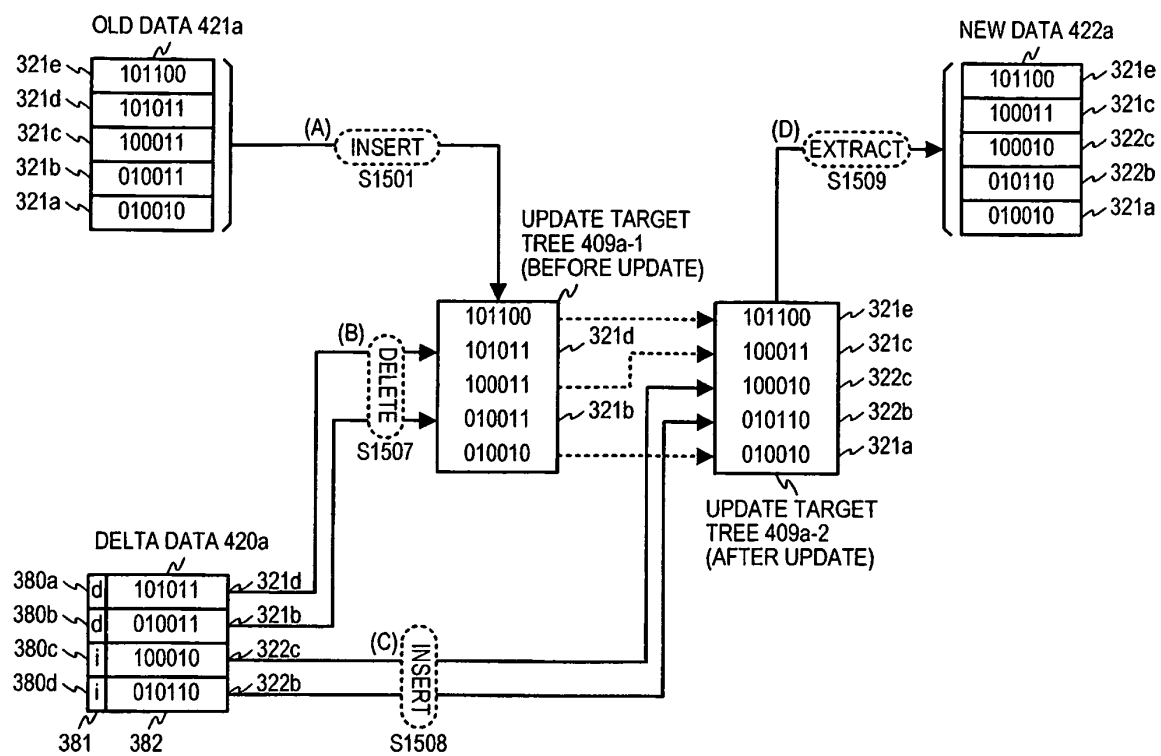 OLD DATA 421a
321e 101100
321d 101011
321c 100011
321b 010011
321a 010010
(A) INSERT
S1501
(D) EXTRACT
S1509
NEW DATA 422a
101100 321e
100011 321c
100010 322c
010110 322b
010010 321a
UPDATE TARGET
TREE 409a-1
(BEFORE UPDATE)
101100
101011 321d
100011
010011 321b
010010
(B) DELETE
S1507
101100 321e
100011 321c
100010 322c
010110 322b
010010 321a
UPDATE TARGET
TREE 409a-2
(AFTER UPDATE)
DELTA DATA 420a
380a d 101011 321d
380b d 010011 321b
380c i 100010 322c
380d i 010110 322b
381 382
(C) INSERT
S1508